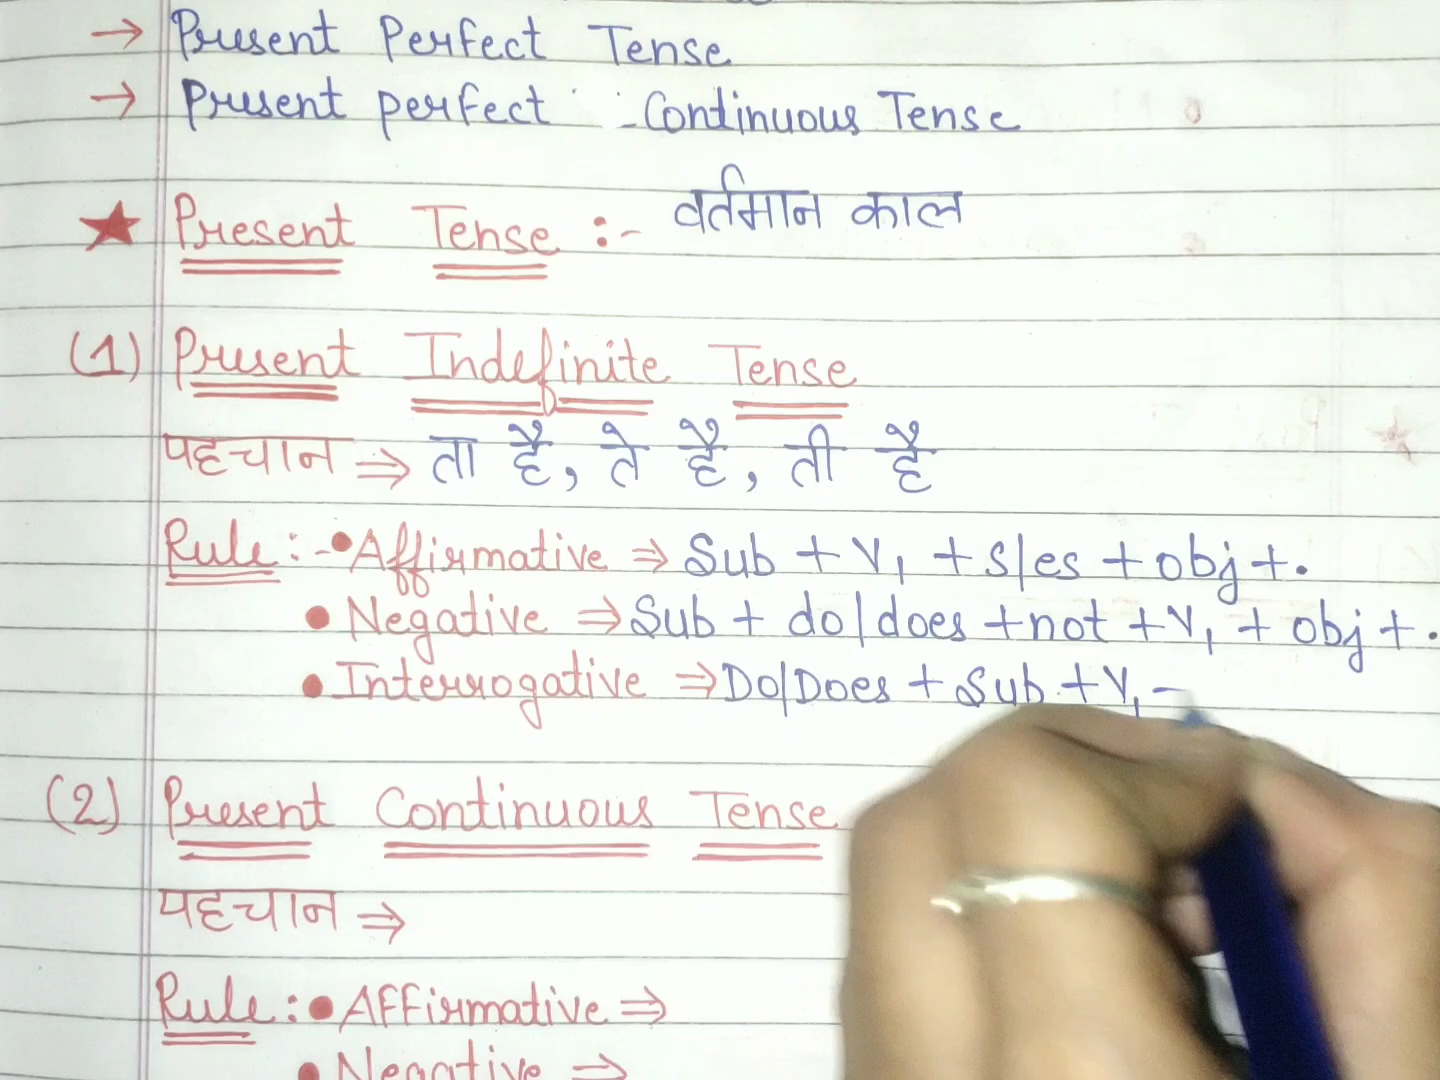 → Present Perfect Tense
→ Present perfect - Continuous Tense
★ Present Tense :- वर्तमान काल
(1) Present Indefinite Tense
पहचान ⇒ ता है, ते है, ती है
Rule :- • Affirmative ⇒ Sub + V₁ + s/es + obj + .
• Negative ⇒ Sub + do/does + not + V₁ + obj + .
• Interrogative ⇒ Do/Does + Sub + V₁ -
(2) Present Continuous Tense
पहचान ⇒
Rule : • Affirmative ⇒
• Negative ⇒